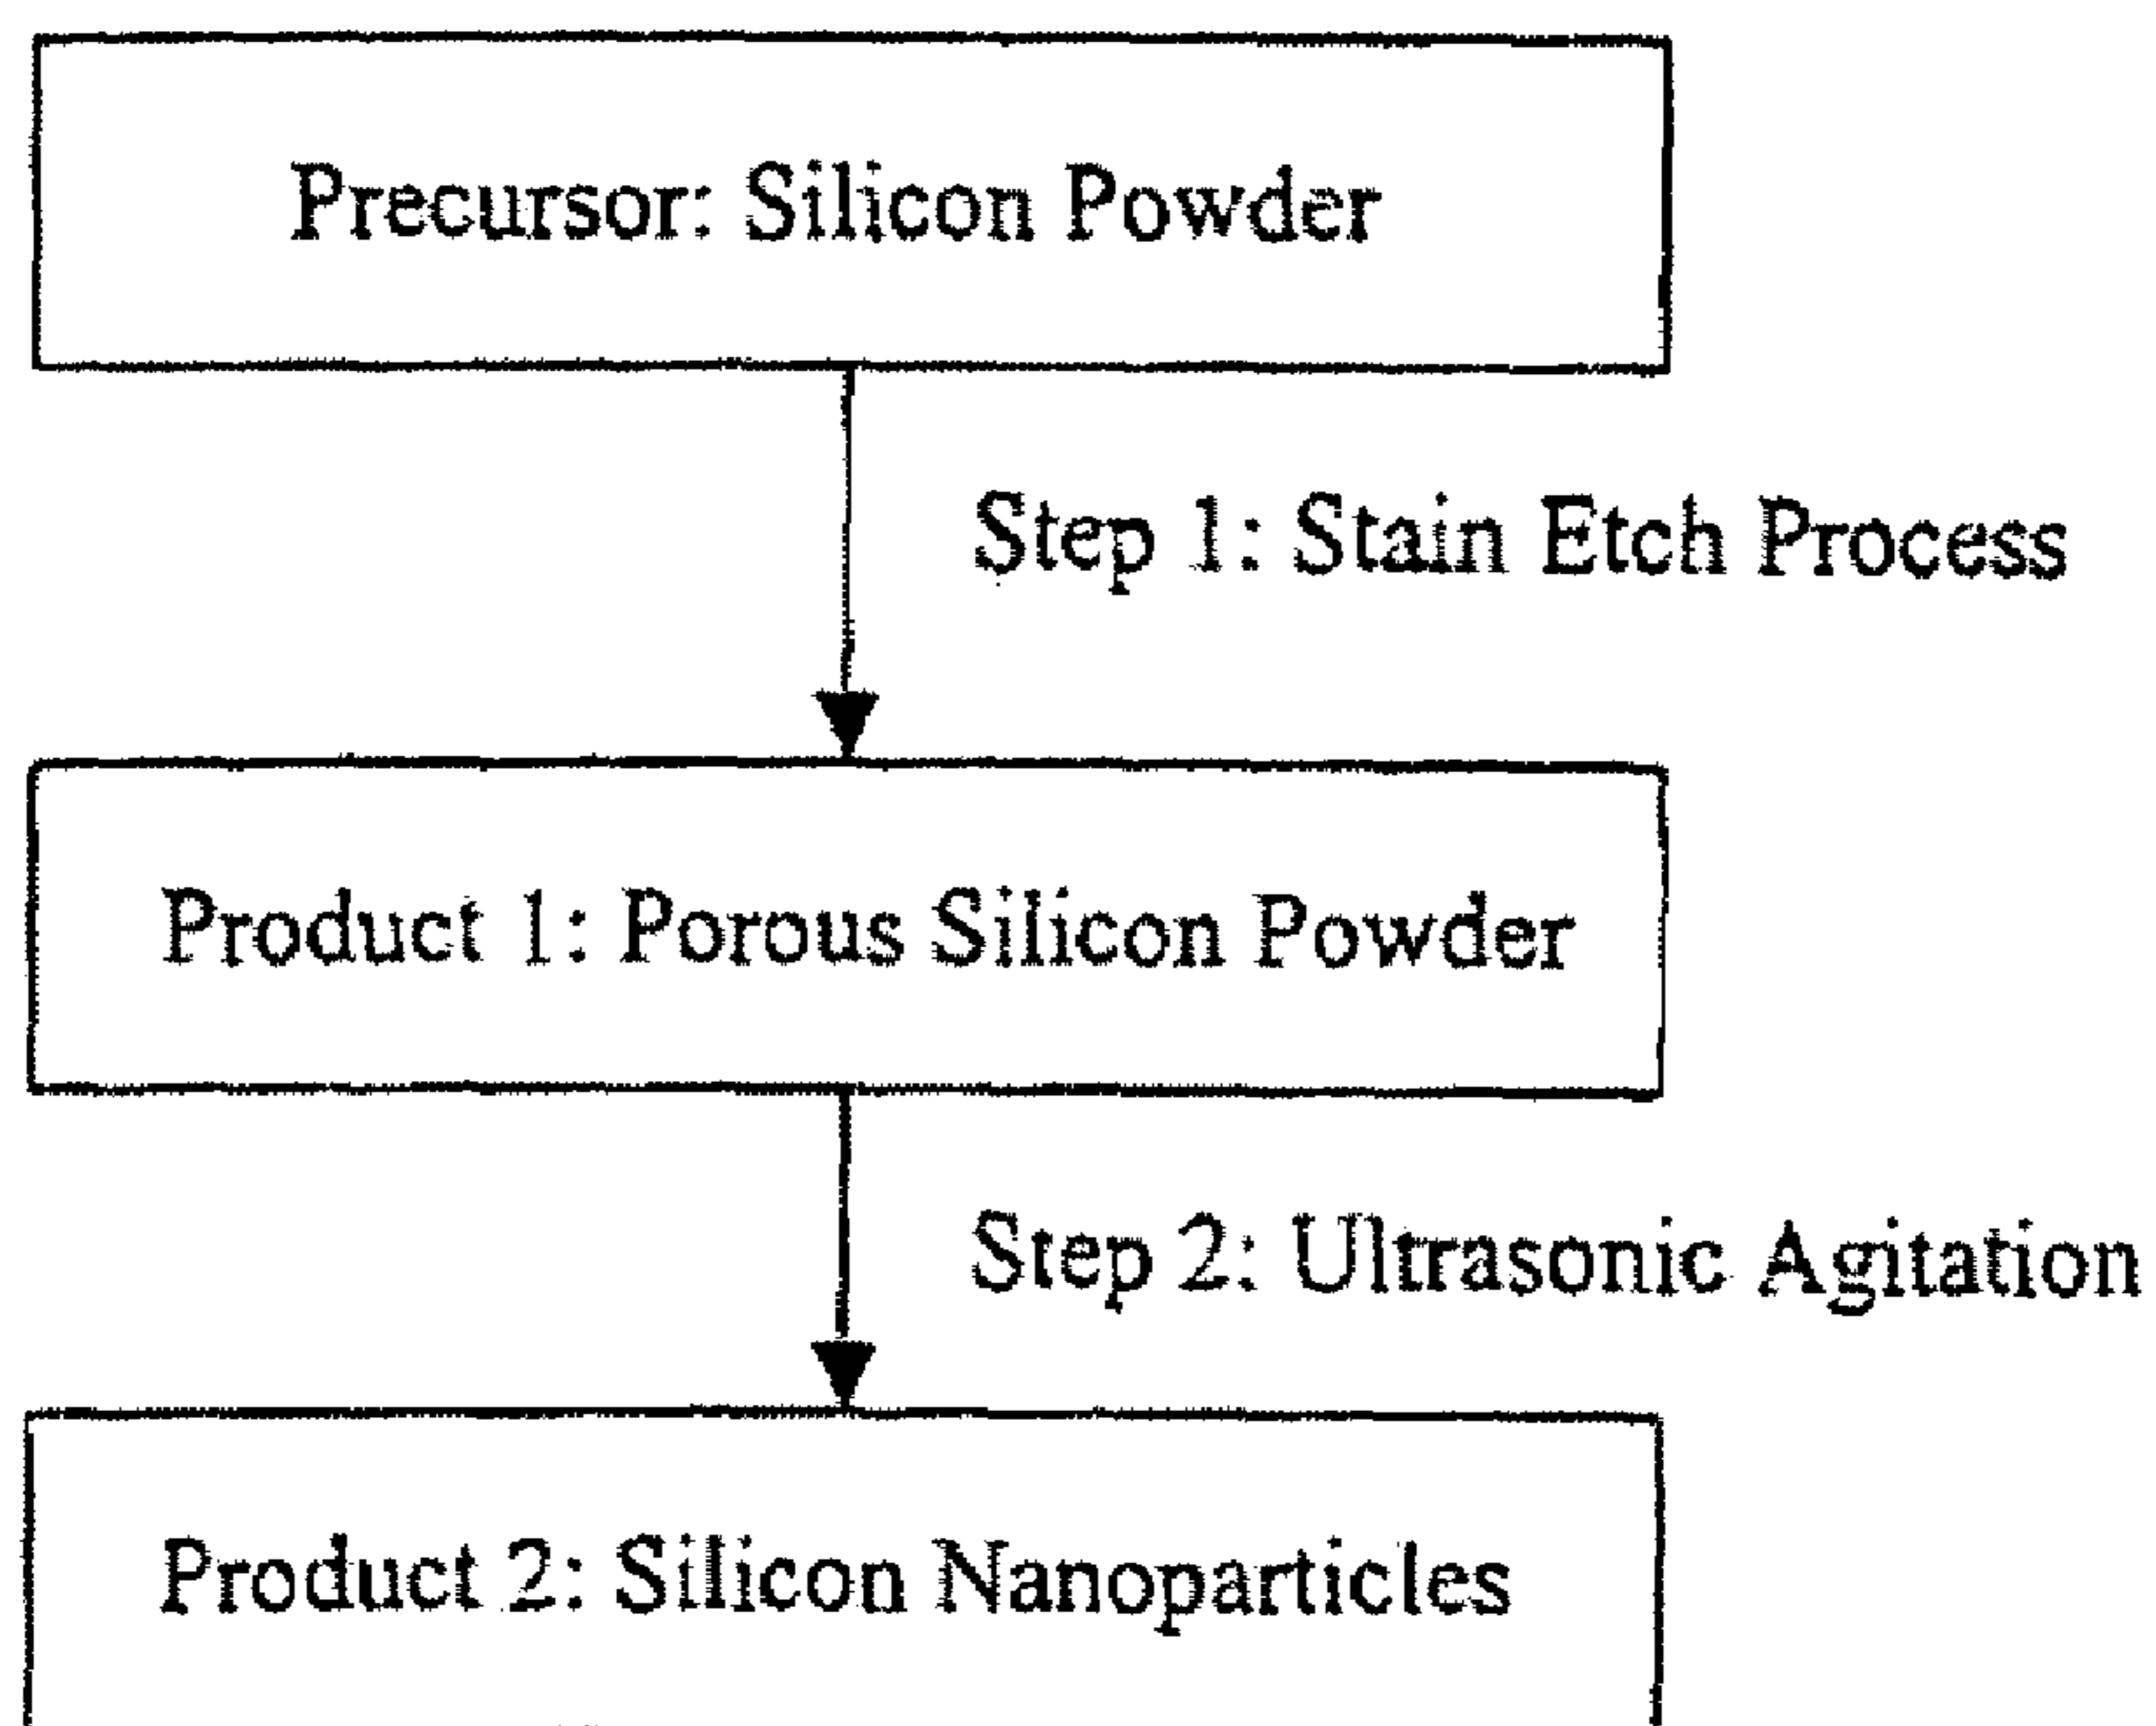 Precursor: Silicon Powder
Step 1: Stain Etch Process
Product 1: Porous Silicon Powder
Step 2: Ultrasonic Agitation
Product 2: Silicon Nanoparticles